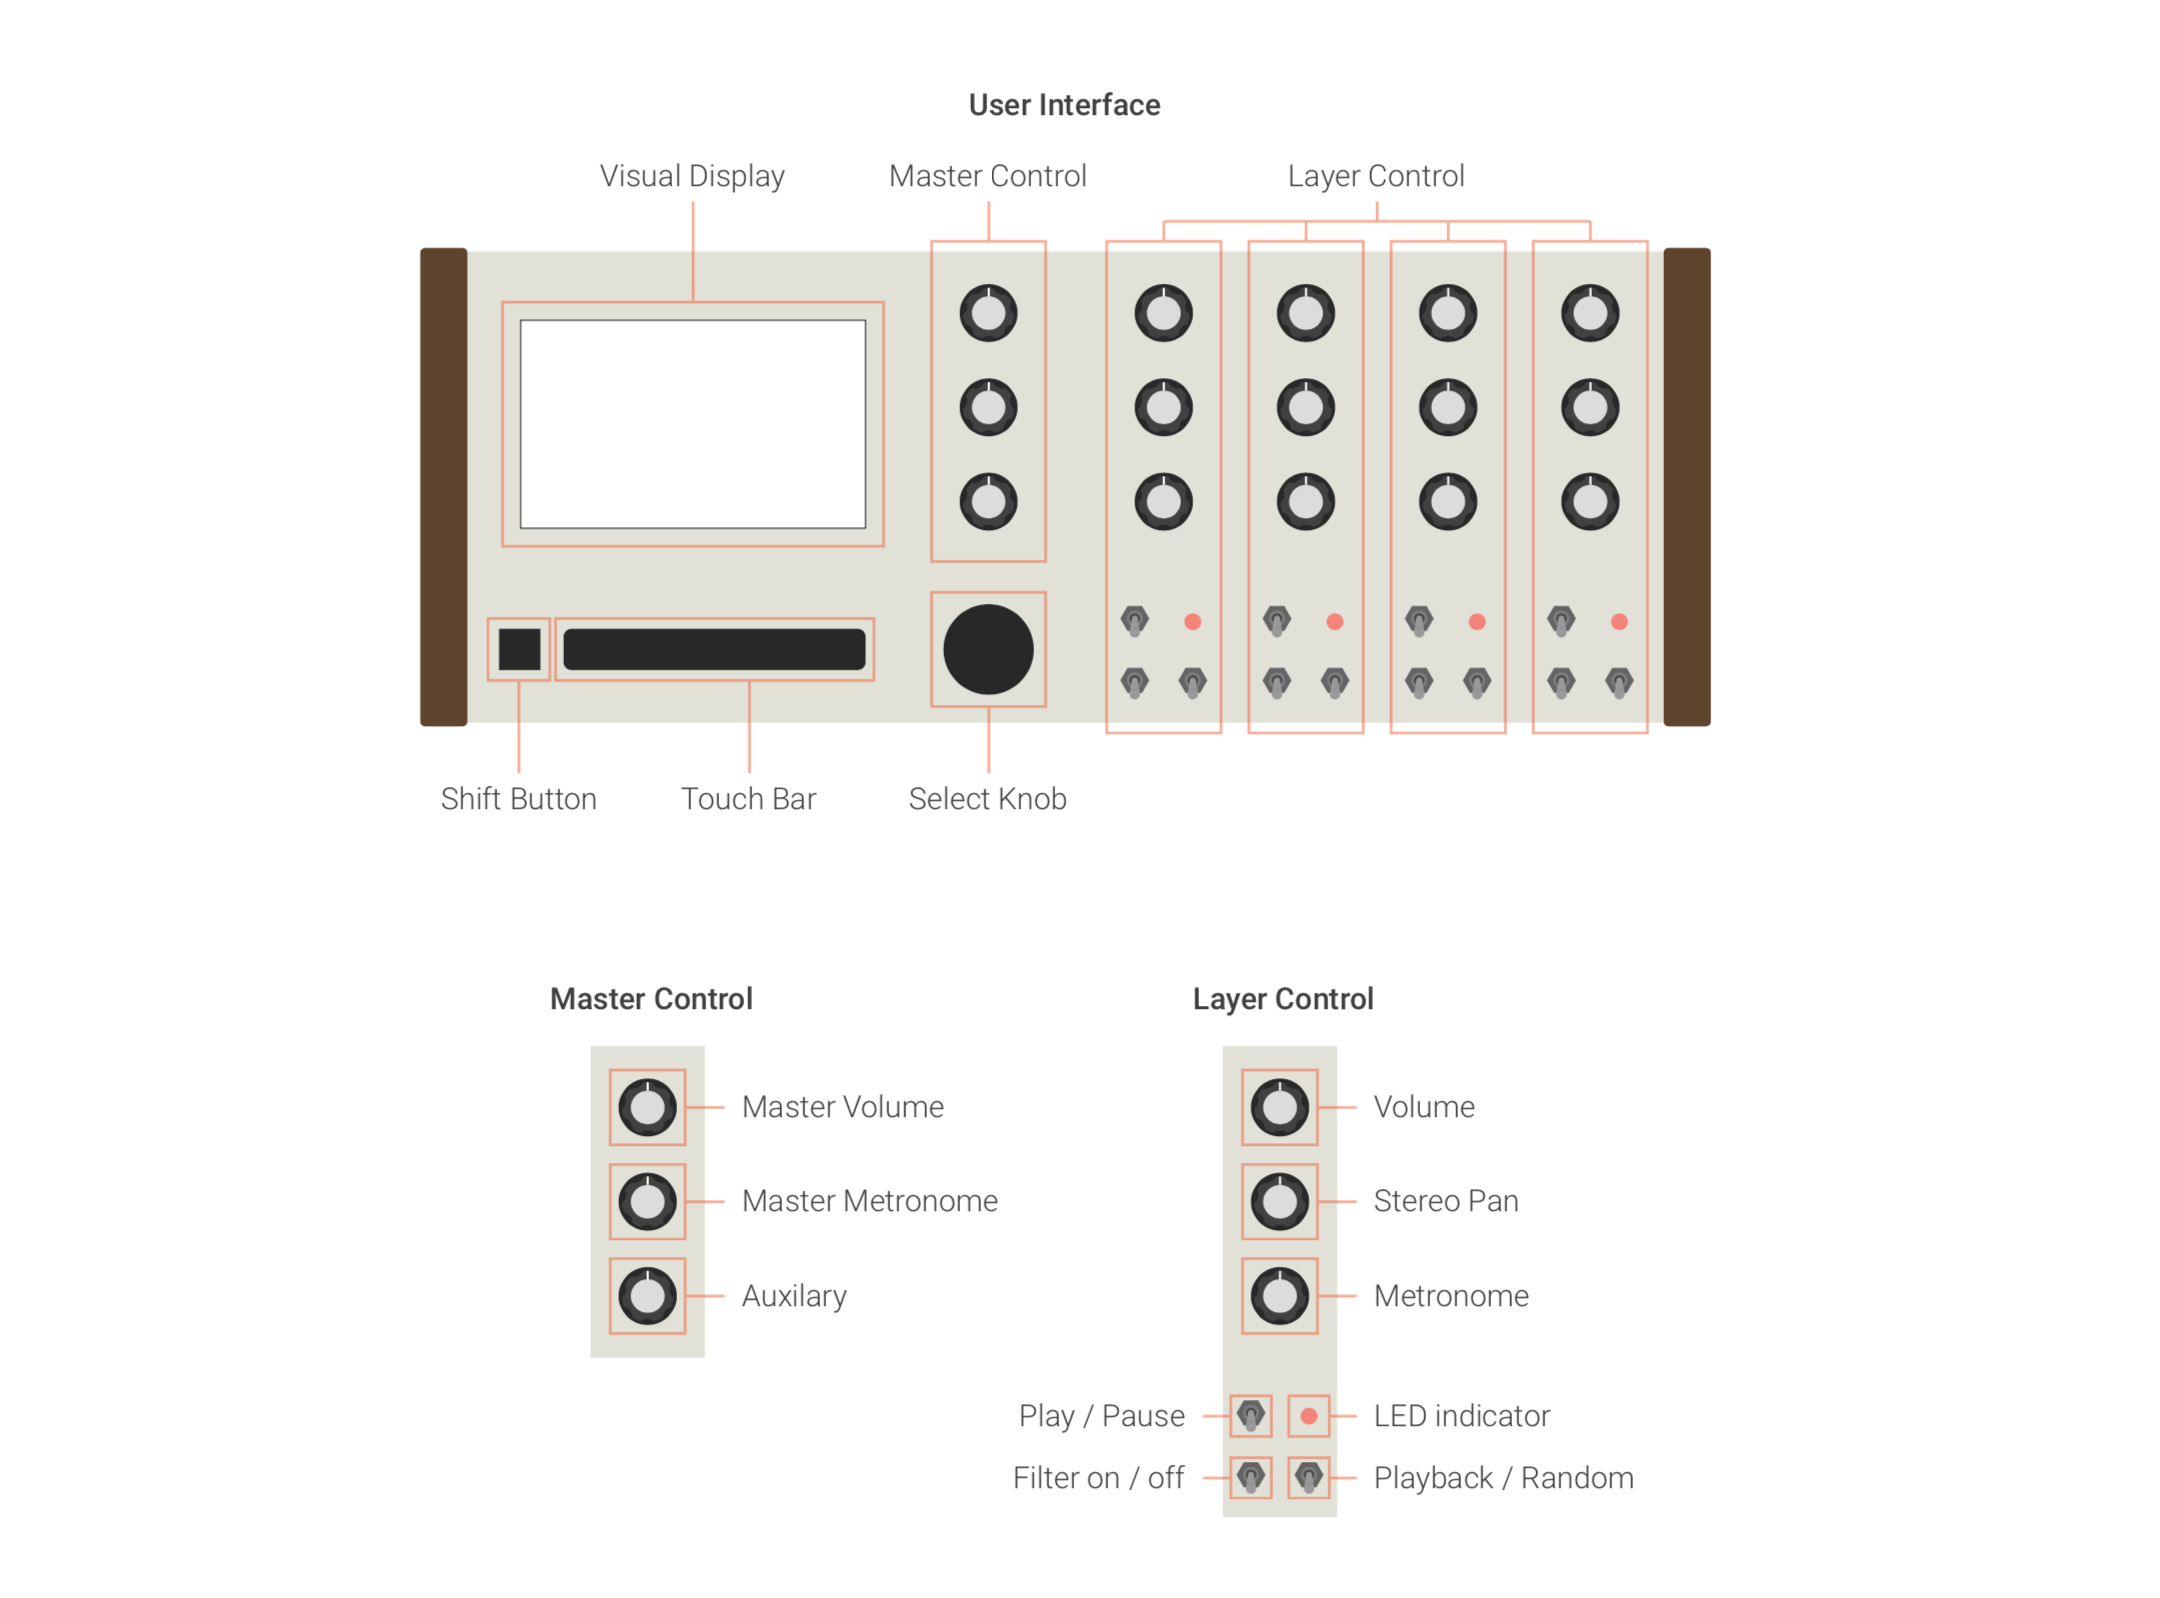 User Interface
Visual Display
Master Control
Layer Control
Shift Button
Touch Bar
Select Knob
Master Control
Master Volume
Master Metronome
Auxilary
Layer Control
Volume
Stereo Pan
Metronome
Play / Pause
LED indicator
Filter on / off
Playback / Random